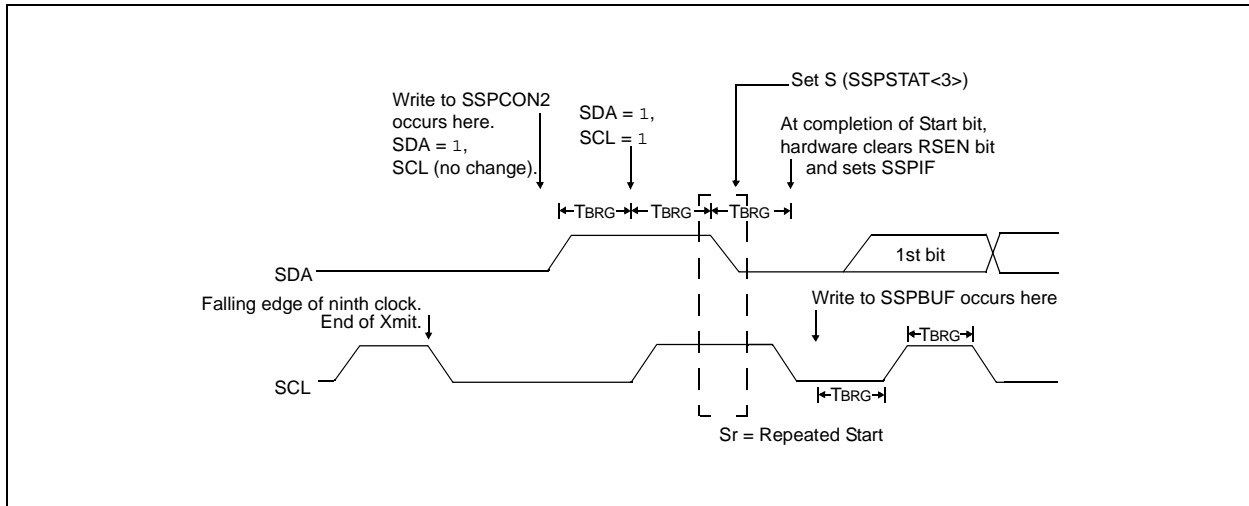 Set S (SSPSTAT<3>)
Write to SSPCON2
occurs here.
SDA = 1,
SCL (no change).
SDA = 1,
SCL = 1
At completion of Start bit,
hardware clears RSEN bit
and sets SSPIF
TBRG
TBRG
TBRG
SDA
1st bit
Falling edge of ninth clock.
End of Xmit.
Write to SSPBUF occurs here
TBRG
SCL
TBRG
Sr = Repeated Start